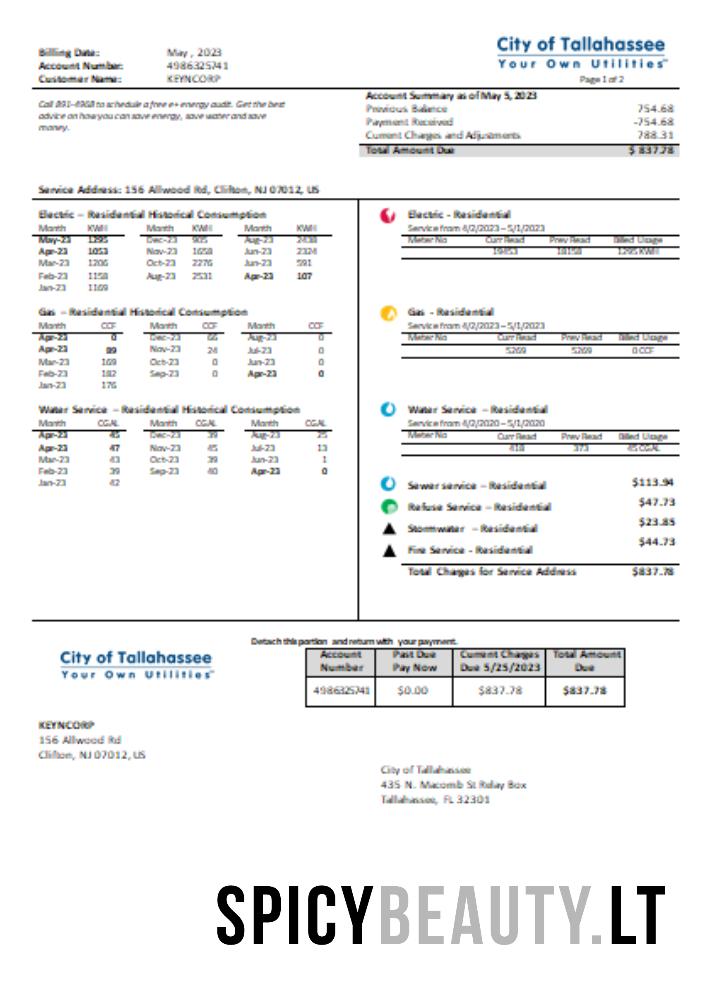 Billing Date: May , 2023
Account Number: 4986325741
Customer Name: KEYNCORP
City of Tallahassee
Your Own Utilities
Page 1 of 2
Call 891-4968 to schedule a free e+ energy audit. Get the best
advice on how you can save energy, save water and save
money.
Account Summary as of May 5, 2023
Previous Balance 754.68
Payment Received -754.68
Current Charges and Adjustments 788.31
Total Amount Due $ 837.78
Service Address: 156 Allwood Rd, Clifton, NJ 07012, US
Electric – Residential Historical Consumption
Month KWH Month KWH Month KWH
May-23 1295 Dec-23 905 Aug-23 2438
Apr-23 1053 Nov-23 1658 Jun-23 2324
Mar-23 1206 Oct-23 2276 Jun-23 591
Feb-23 1158 Aug-23 2531 Apr-23 107
Jan-23 1169
Gas – Residential Historical Consumption
Month CCF Month CCF Month CCF
Apr-23 0 Dec-23 66 Aug-23 0
Apr-23 89 Nov-23 24 Jul-23 0
Mar-23 169 Oct-23 0 Jun-23 0
Feb-23 182 Sep-23 0 Apr-23 0
Jan-23 176
Water Service – Residential Historical Consumption
Month CGAL Month CGAL Month CGAL
Apr-23 45 Dec-23 39 Aug-23 25
Apr-23 47 Nov-23 45 Jul-23 13
Mar-23 43 Oct-23 39 Jun-23 1
Feb-23 39 Sep-23 40 Apr-23 0
Jan-23 42
Electric - Residential
Service from 4/2/2023 – 5/1/2023
Meter No Curr Read Prev Read Billed Usage
19453 18158 1295 KWH
Gas - Residential
Service from 4/2/2023 – 5/1/2023
Meter No Curr Read Prev Read Billed Usage
5269 5269 0 CCF
Water Service – Residential
Service from 4/2/2020 – 5/1/2020
Meter No Curr Read Prev Read Billed Usage
418 373 45 CGAL
Sewer service – Residential $113.94
Refuse Service – Residential $47.73
Stormwater – Residential $23.85
Fire Service - Residential $44.73
Total Charges for Service Address $837.78
Detach this portion and return with your payment.
City of Tallahassee
Your Own Utilities
Account Number Past Due Pay Now Current Charges Due 5/25/2023 Total Amount Due
4986325741 $0.00 $837.78 $837.78
KEYNCORP
156 Allwood Rd
Clifton, NJ 07012, US
City of Tallahassee
435 N. Macomb St Relay Box
Tallahassee, FL 32301
SPICYBEAUTY.LT